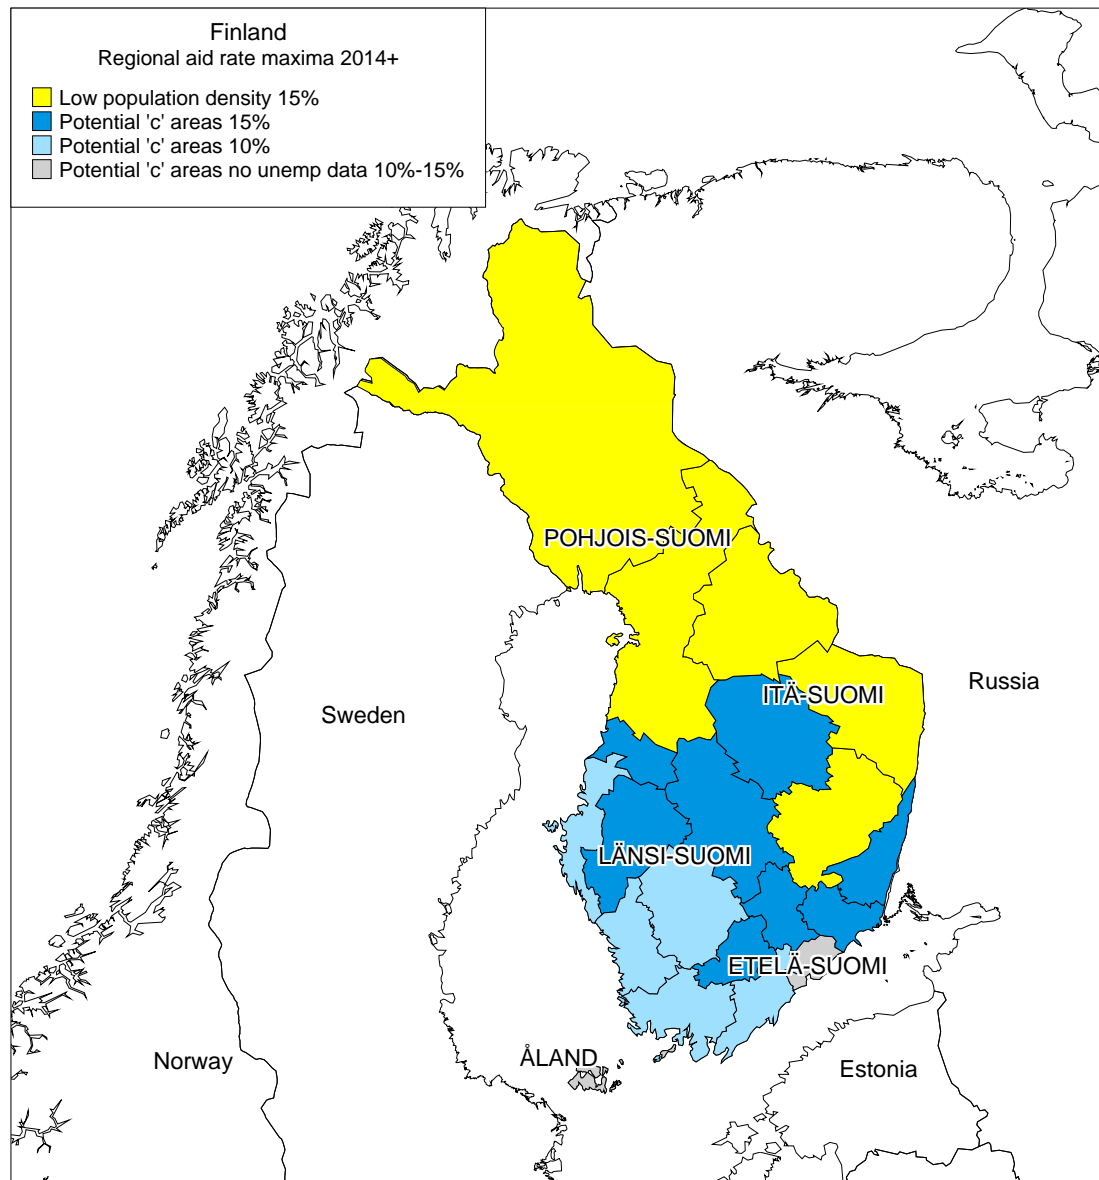 Finland
Regional aid rate maxima 2014+
Low population density 15%
Potential 'c' areas 15%
Potential 'c' areas 10%
Potential 'c' areas no unemp data 10%-15%
POHJOIS-SUOMI
Russia
ITÄ-SUOMI
Sweden
LÄNSI-SUOMI
ETELÄ-SUOMI
Norway
ÅLAND
Estonia